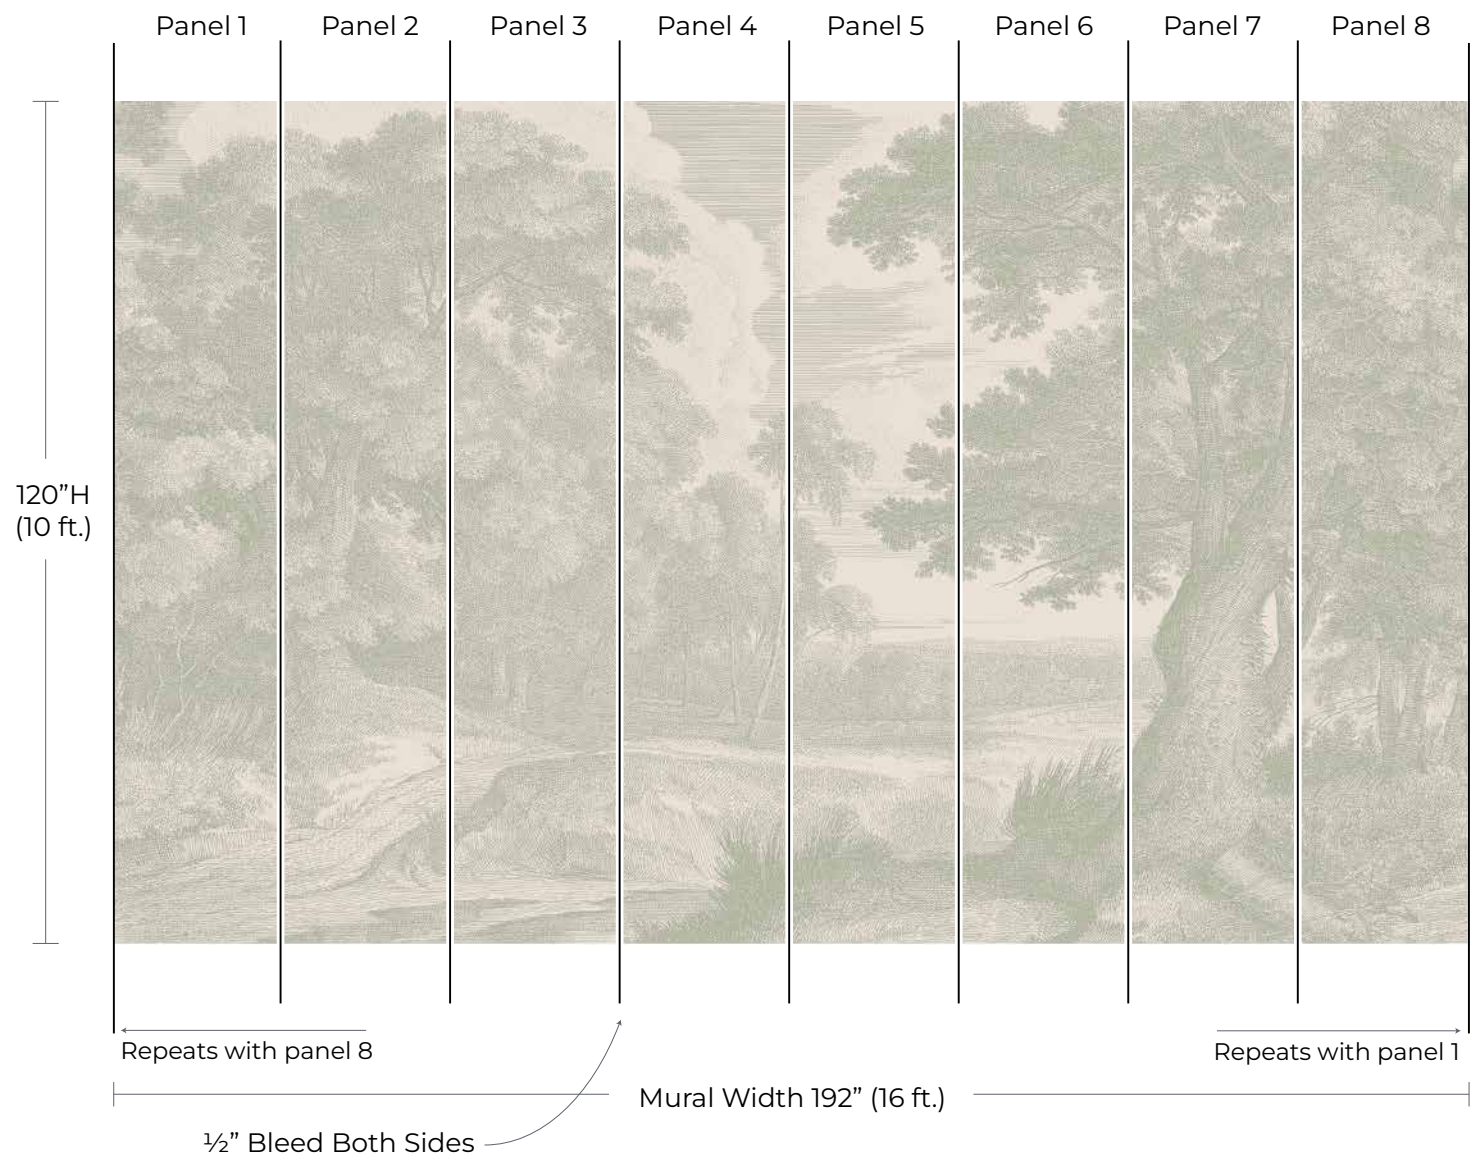 Panel 1
Panel 2
Panel 3
Panel 4
Panel 5
Panel 6
Panel 7
Panel 8
120”H
(10 ft.)
Repeats with panel 8
Repeats with panel 1
Mural Width 192” (16 ft.)
½” Bleed Both Sides